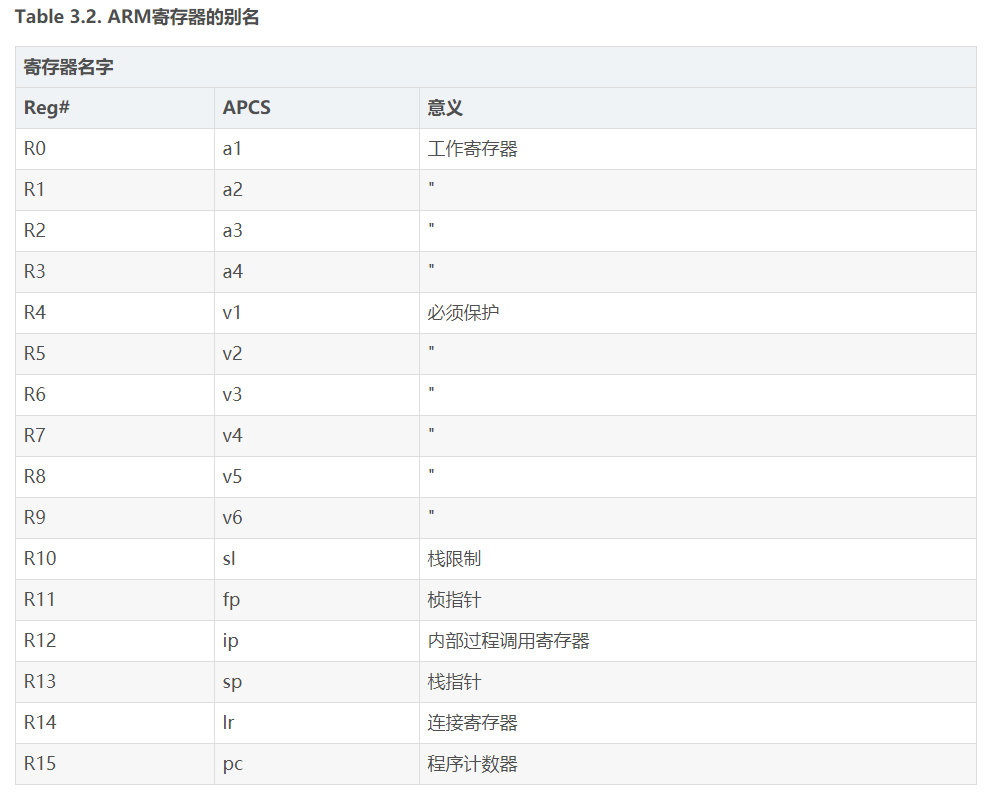 Table 3.2. ARM寄存器的别名
寄存器名字
Reg# APCS 意义
R0 a1 工作寄存器
R1 a2 "
R2 a3 "
R3 a4 "
R4 v1 必须保护
R5 v2 "
R6 v3 "
R7 v4 "
R8 v5 "
R9 v6 "
R10 sl 栈限制
R11 fp 桢指针
R12 ip 内部过程调用寄存器
R13 sp 栈指针
R14 lr 连接寄存器
R15 pc 程序计数器